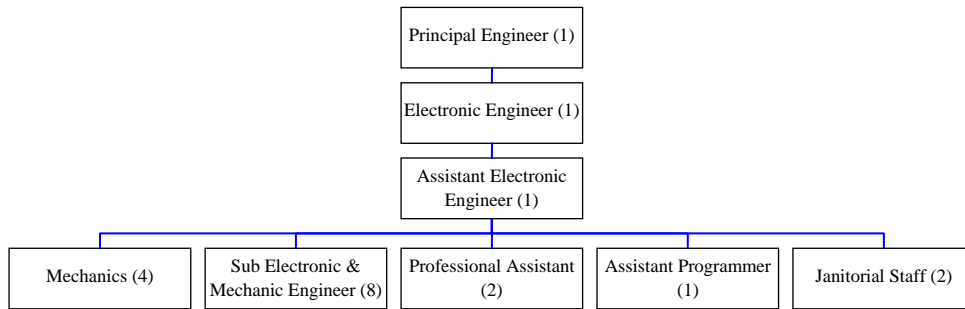 Principal Engineer (1)
Electronic Engineer (1)
Assistant Electronic
Engineer (1)
Mechanics (4)
Sub Electronic &
Mechanic Engineer (8)
Professional Assistant
(2)
Assistant Programmer
(1)
Janitorial Staff (2)